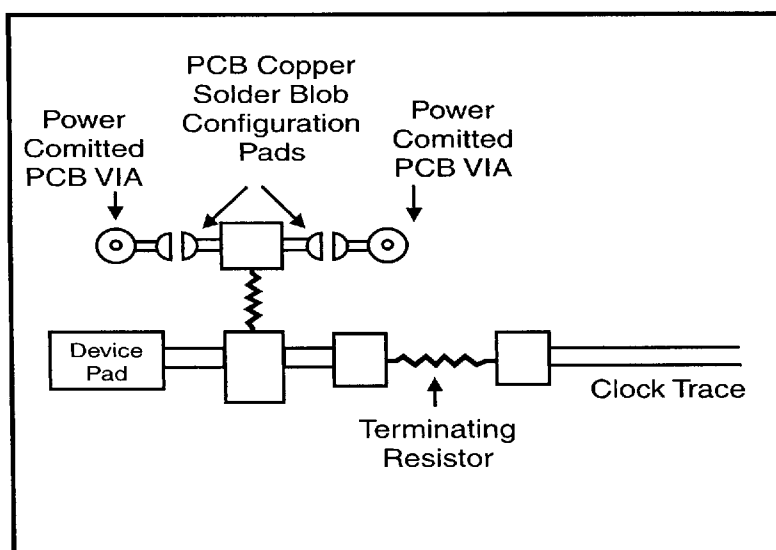 PCB Copper
Solder Blob
Configuration
Pads
Power
Comitted
PCB VIA
Power
Comitted
PCB VIA
Device
Pad
Clock Trace
Terminating
Resistor